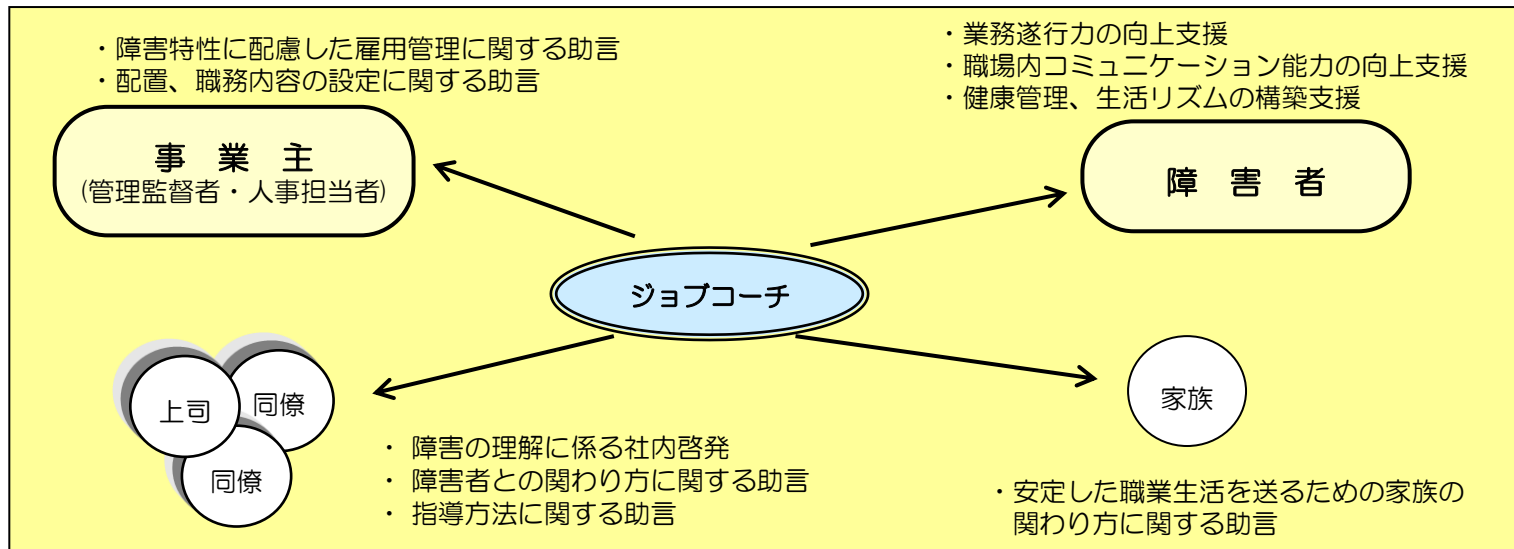 ・障害特性に配慮した雇用管理に関する助言
・配置、職務内容の設定に関する助言
事 業 主
(管理監督者・人事担当者)
・業務遂行力の向上支援
・職場内コミュニケーション能力の向上支援
・健康管理、生活リズムの構築支援
障 害 者
ジョブコーチ
上司
同僚
同僚
・ 障害の理解に係る社内啓発
・ 障害者との関わり方に関する助言
・ 指導方法に関する助言
家族
・安定した職業生活を送るための家族の
関わり方に関する助言